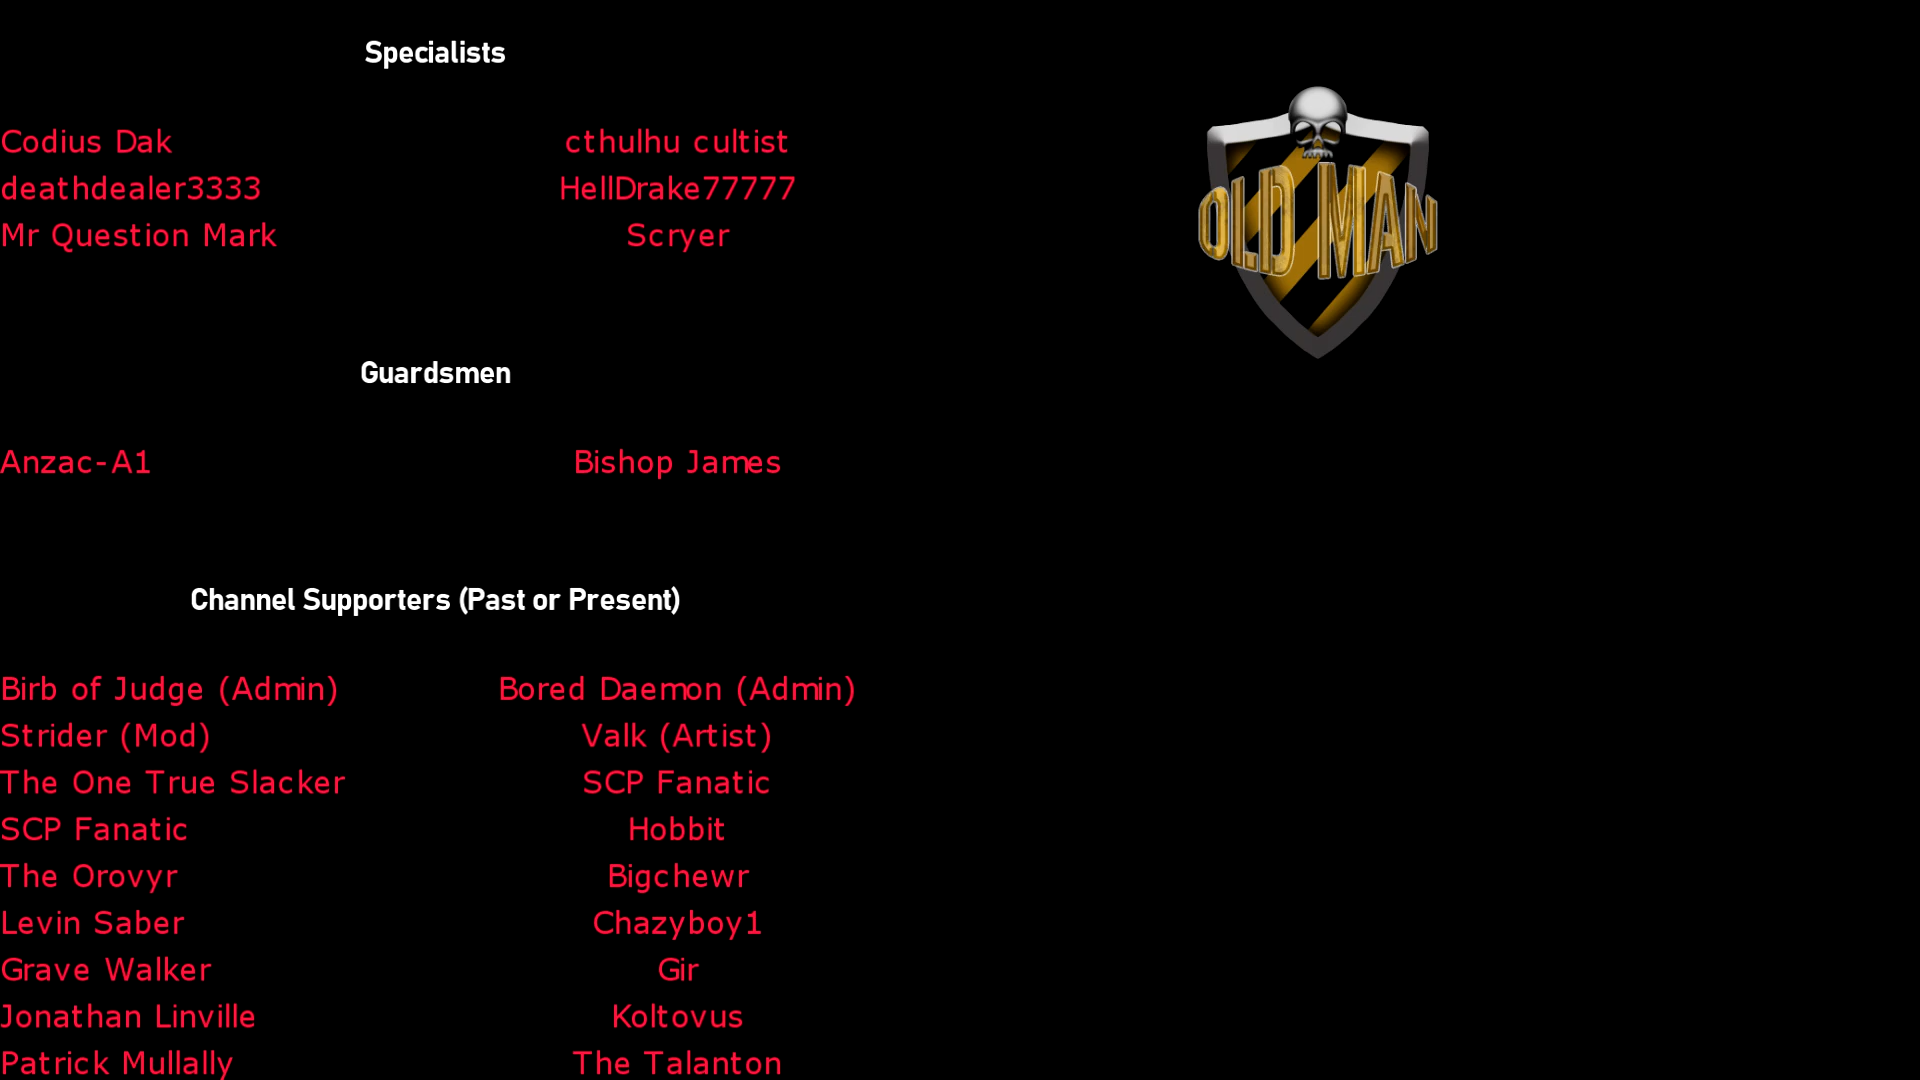 Specialists
Codius Dak cthulhu cultist
deathdealer3333 HellDrake77777
Mr Question Mark Scryer
Guardsmen
Anzac-A1 Bishop James
Channel Supporters (Past or Present)
Birb of Judge (Admin) Bored Daemon (Admin)
Strider (Mod) Valk (Artist)
The One True Slacker SCP Fanatic
SCP Fanatic Hobbit
The Orovyr Bigchewr
Levin Saber Chazyboy1
Grave Walker Gir
Jonathan Linville Koltovus
Patrick Mullally The Talanton
OLD MAN